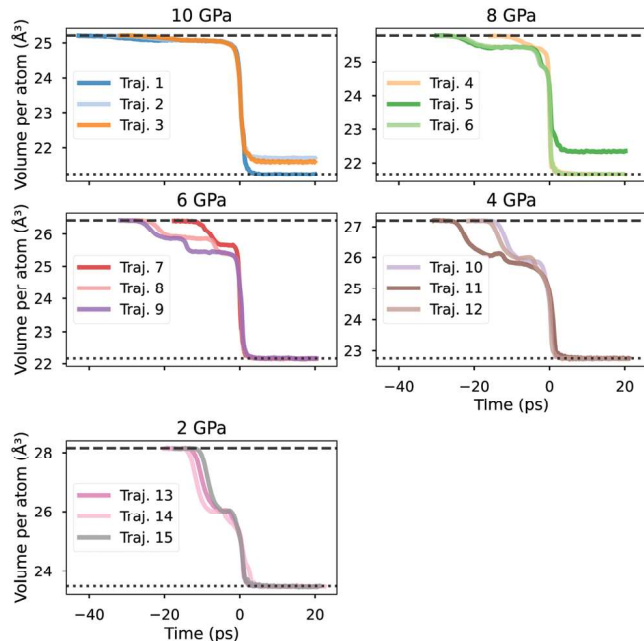 10 GPa
8 GPa
Volume per atom (Å³)
25
24
23
22
Traj. 1
Traj. 2
Traj. 3
25
24
23
22
Traj. 4
Traj. 5
Traj. 6
−40
−20
0
20
6 GPa
4 GPa
Volume per atom (Å³)
26
25
24
23
22
Traj. 7
Traj. 8
Traj. 9
27
26
25
24
23
Traj. 10
Traj. 11
Traj. 12
−40
−20
0
20
TIme (ps)
2 GPa
Volume per atom (Å³)
28
26
24
Traj. 13
Traj. 14
Traj. 15
−40
−20
0
20
Time (ps)